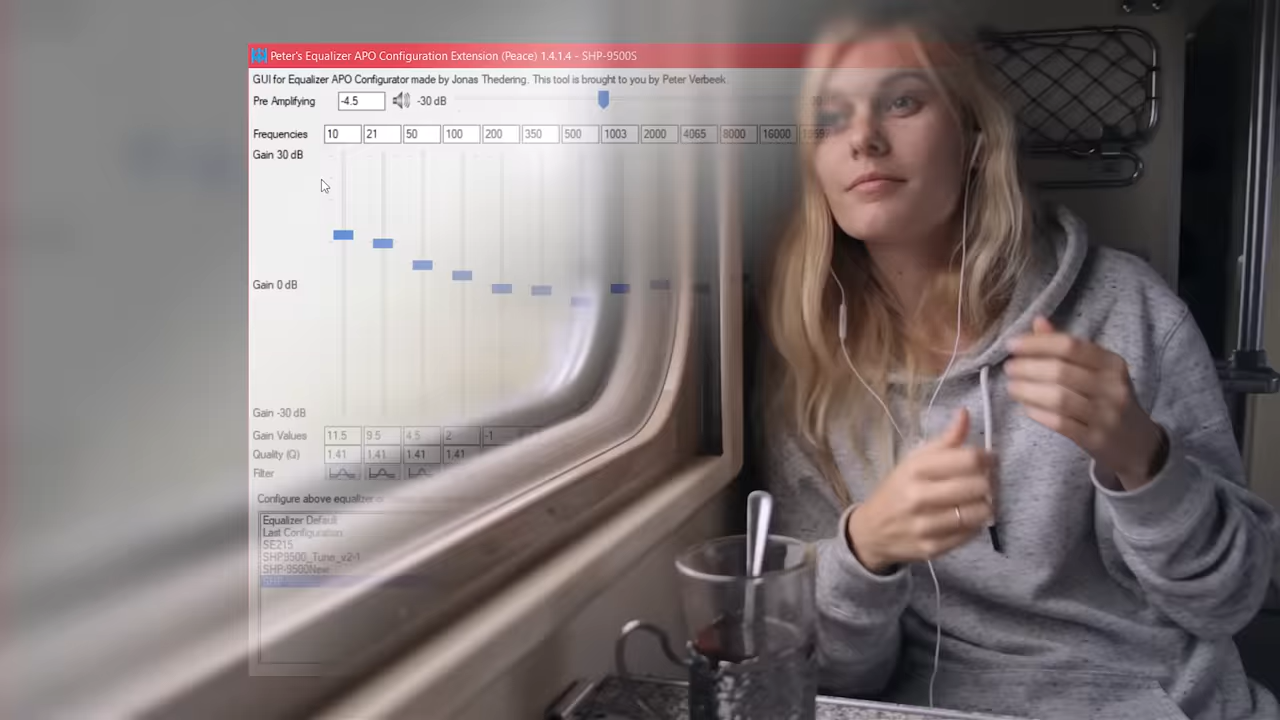 Peter's Equalizer APO Configuration Extension (Peace) 1.4.1.4 - SHP-9500S
GUI for Equalizer APO Configurator made by Jonas Thedering. This tool is brought to you by Peter Verbeek
Pre Amplifying -4.5 -30 dB
Frequencies 10 21 50 100 200 350 500 1003 2000 4065 8000 16000
Gain 30 dB
Gain 0 dB
Gain -30 dB
Gain Values 11.5 9.5 4.5 2 -1
Quality (Q) 1.41 1.41 1.41 1.41
Filter
Configure above equalizer
Equalizer Default
Last Configuration
SE215
SHP9500_Tune_v2-1
SHP-9500New